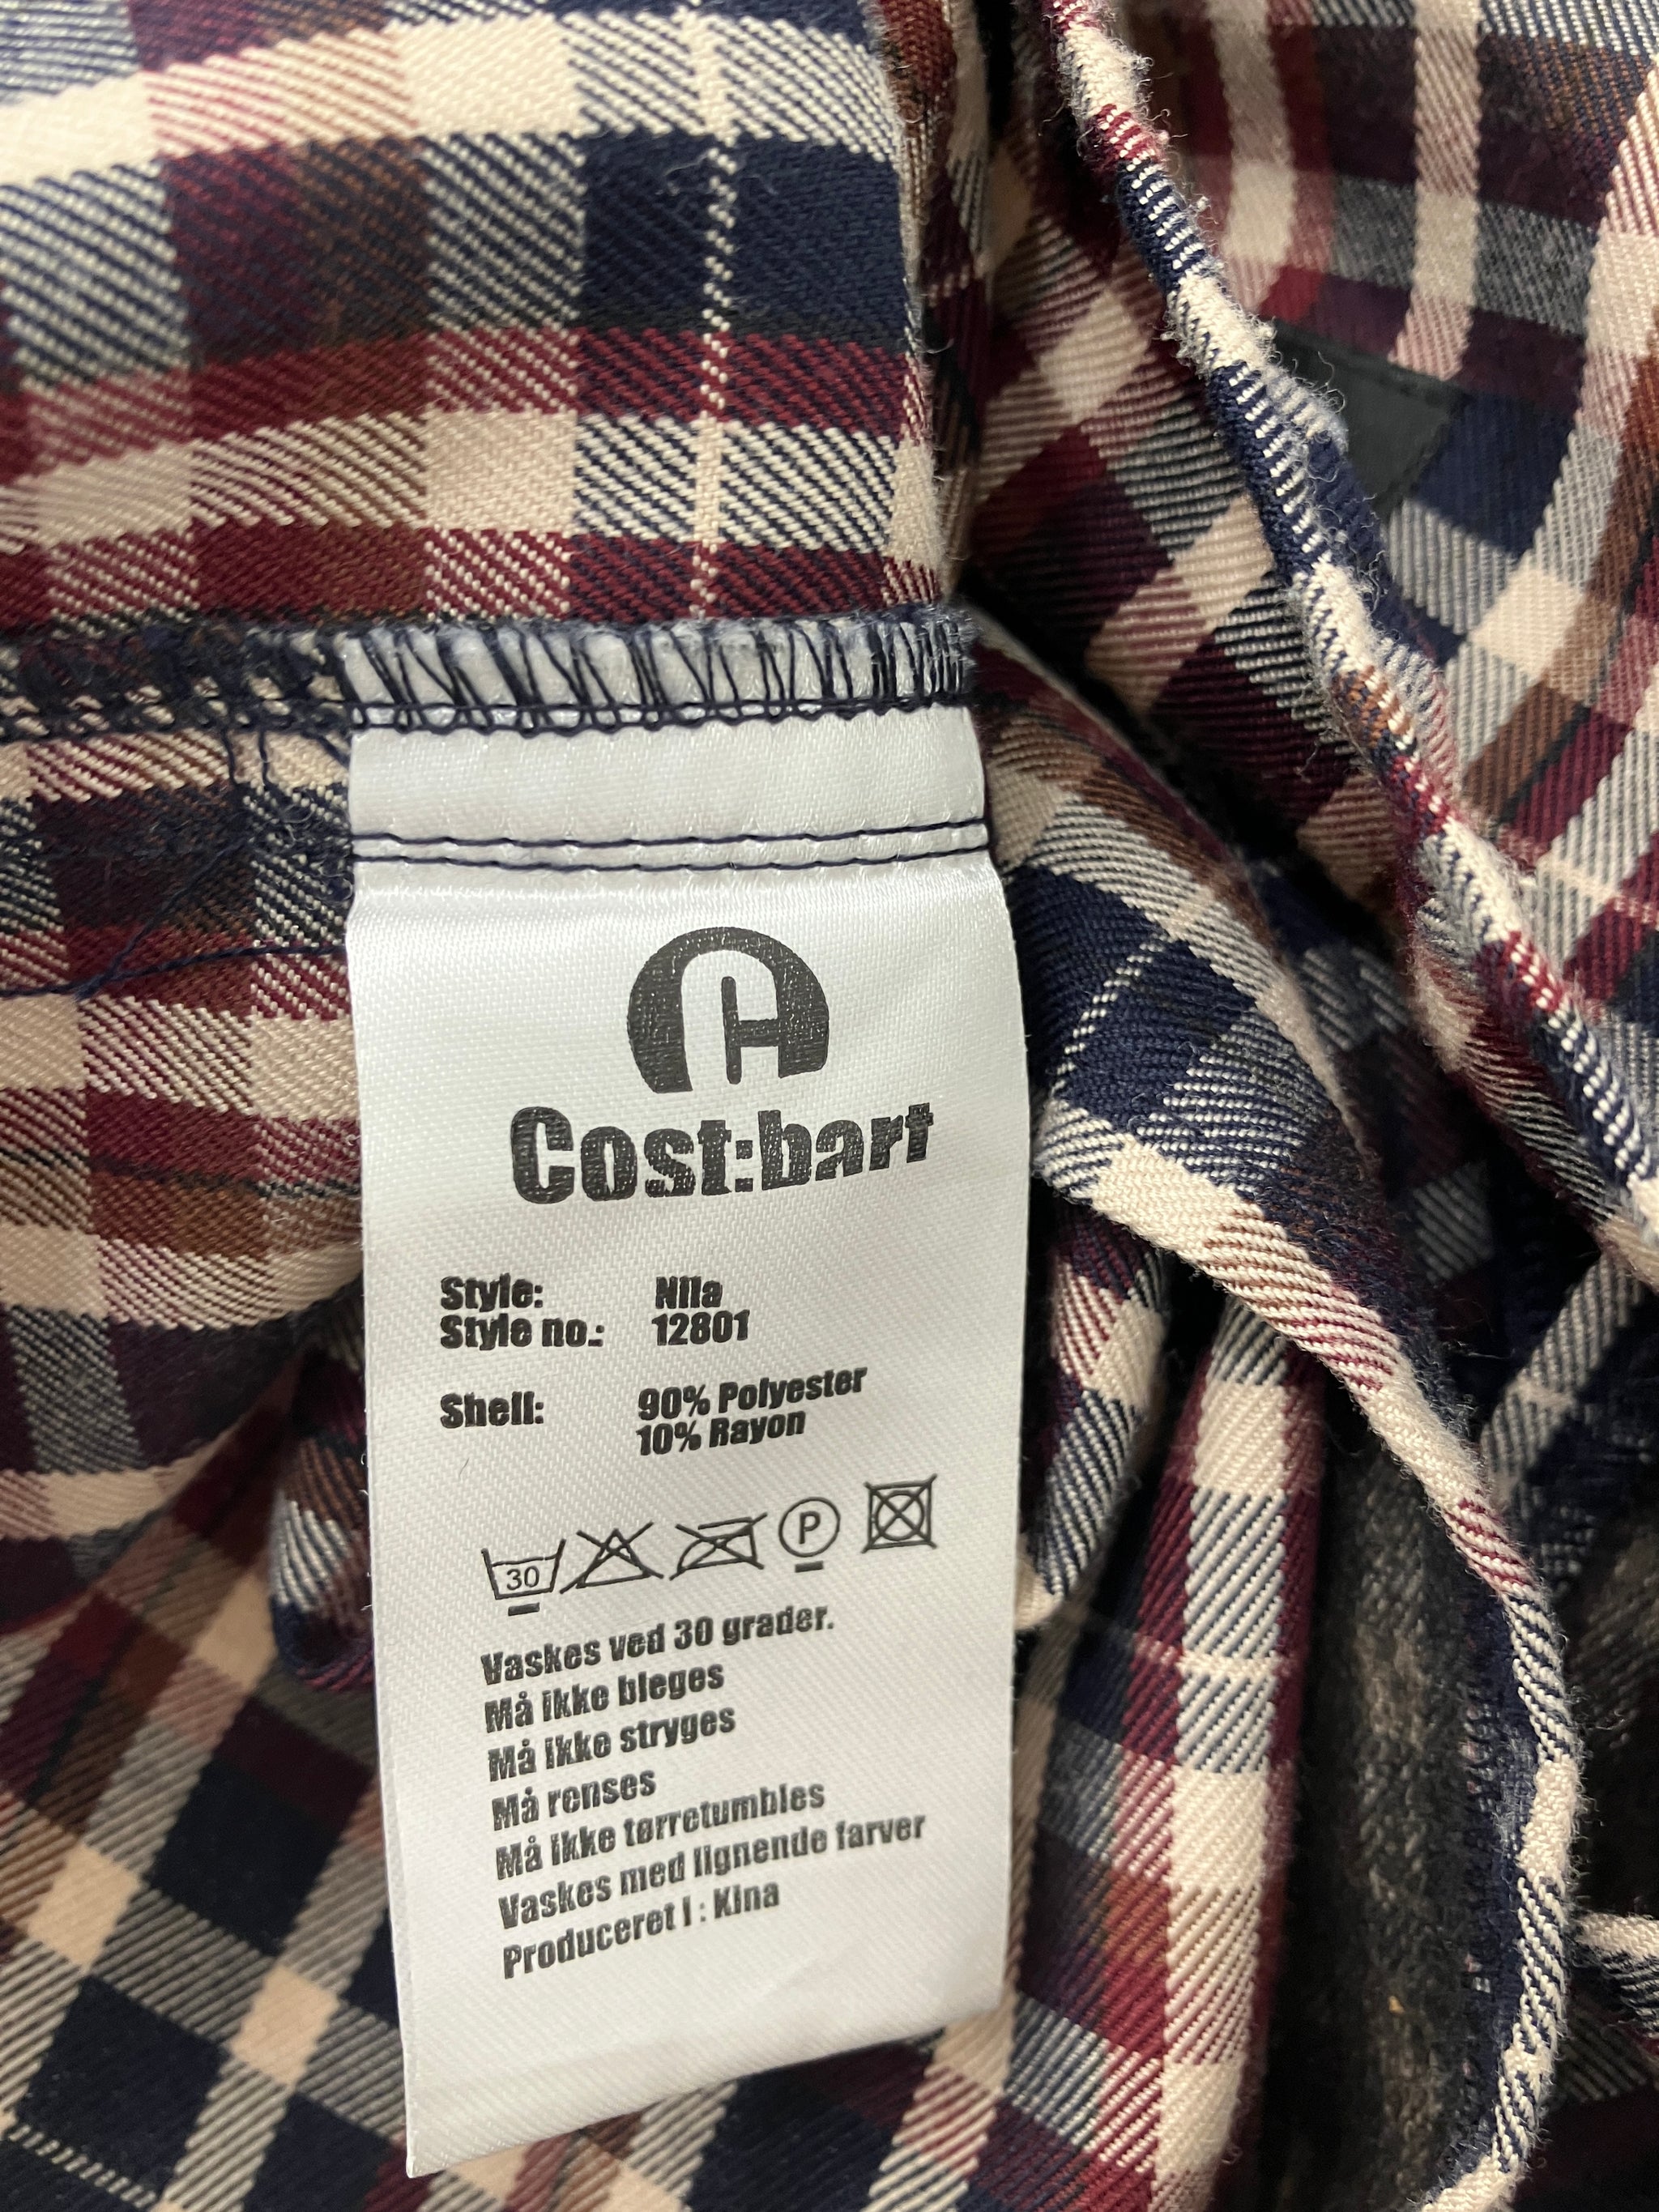 Cost:bart
Style: Nila
Style no.: 12801
Shell: 90% Polyester
10% Rayon
30 P
Vaskes ved 30 grader.
Må ikke bleges
Må ikke stryges
Må renses
Må ikke tørretumbles
Vaskes med lignende farver
Produceret i : Kina